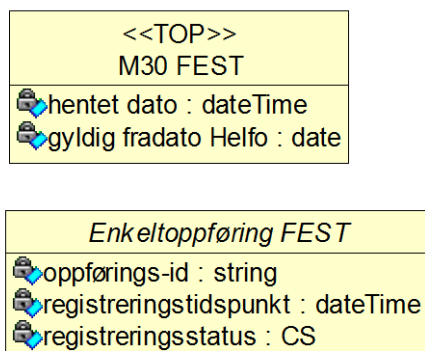 <<TOP>>
M30 FEST
hentet dato : dateTime
gyldig fradato Helfo : date
Enkeltoppføring FEST
oppførings-id : string
registreringstidspunkt : dateTime
registreringsstatus : CS